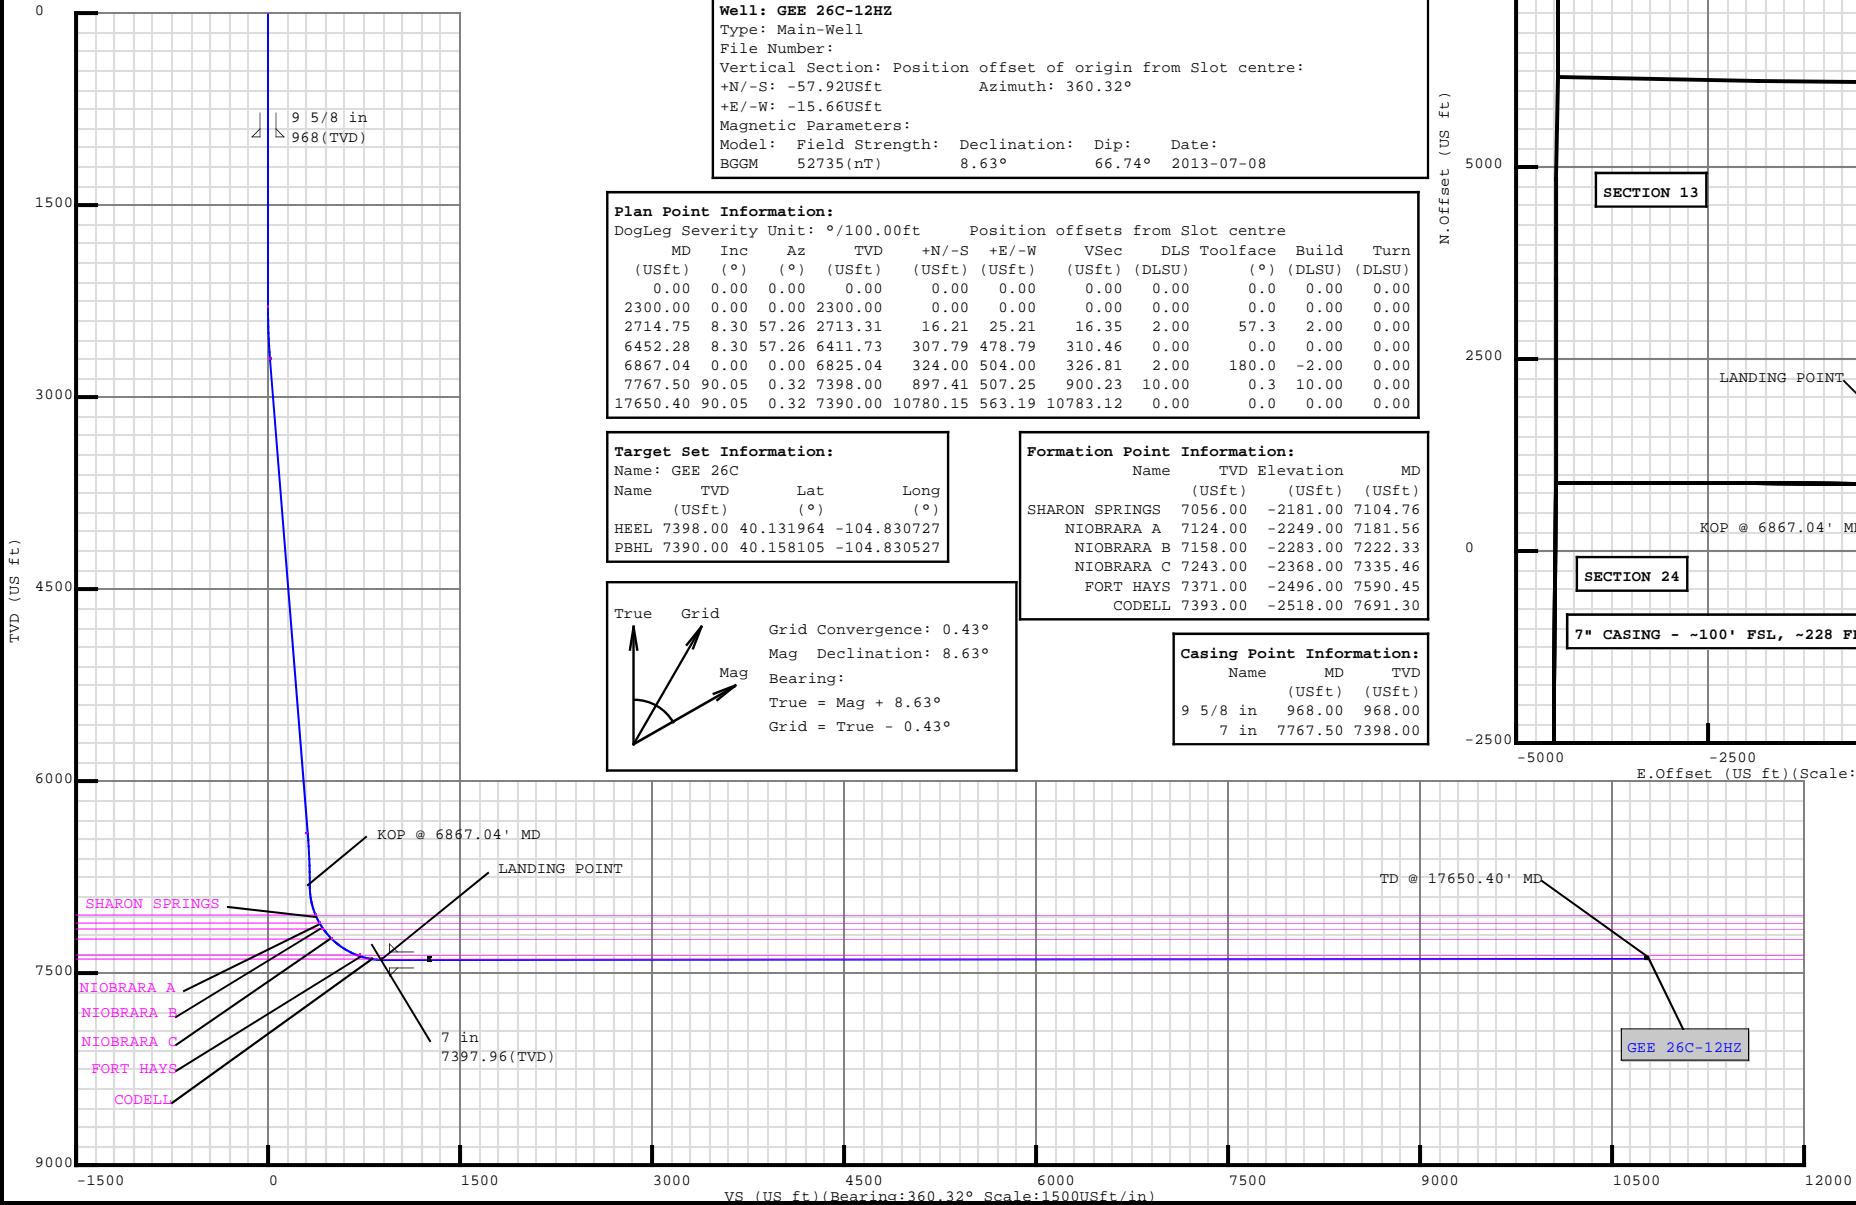 Well: GEE 26C-12HZ
Type: Main-Well
File Number:
Vertical Section: Position offset of origin from Slot centre:
+N/-S: -57.92USft Azimuth: 360.32°
+E/-W: -15.66USft
Magnetic Parameters:
Model: Field Strength: Declination: Dip: Date:
BGGM 52735(nT) 8.63° 66.74° 2013-07-08
Plan Point Information:
DogLeg Severity Unit: °/100.00ft Position offsets from Slot centre
MD Inc Az TVD +N/-S +E/-W VSec DLS Toolface Build Turn
(USft) (°) (°) (USft) (USft) (USft) (USft) (DLSU) (°) (DLSU) (DLSU)
0.00 0.00 0.00 0.00 0.00 0.00 0.00 0.00 0.0 0.00 0.00
2300.00 0.00 0.00 2300.00 0.00 0.00 0.00 0.00 0.0 0.00 0.00
2714.75 8.30 57.26 2713.31 16.21 25.21 16.35 2.00 57.3 2.00 0.00
6452.28 8.30 57.26 6411.73 307.79 478.79 310.46 0.00 0.0 0.00 0.00
6867.04 0.00 0.00 6825.04 324.00 504.00 326.81 2.00 180.0 -2.00 0.00
7767.50 90.05 0.32 7398.00 897.41 507.25 900.23 10.00 0.3 10.00 0.00
17650.40 90.05 0.32 7390.00 10780.15 563.19 10783.12 0.00 0.0 0.00 0.00
Target Set Information:
Name: GEE 26C
Name TVD Lat Long
(USft) (°) (°)
HEEL 7398.00 40.131964 -104.830727
PBHL 7390.00 40.158105 -104.830527
Formation Point Information:
Name TVD Elevation MD
(USft) (USft) (USft)
SHARON SPRINGS 7056.00 -2181.00 7104.76
NIOBRARA A 7124.00 -2249.00 7181.56
NIOBRARA B 7158.00 -2283.00 7222.33
NIOBRARA C 7243.00 -2368.00 7335.46
FORT HAYS 7371.00 -2496.00 7590.45
CODELL 7393.00 -2518.00 7691.30
True Grid
Mag
Grid Convergence: 0.43°
Mag Declination: 8.63°
Bearing:
True = Mag + 8.63°
Grid = True - 0.43°
Casing Point Information:
Name MD TVD
(USft) (USft)
9 5/8 in 968.00 968.00
7 in 7767.50 7398.00
0
1500
3000
4500
6000
7500
9000
TVD (US ft)
9 5/8 in
968(TVD)
KOP @ 6867.04' MD
LANDING POINT
SHARON SPRINGS
NIOBRARA A
NIOBRARA B
NIOBRARA C
FORT HAYS
CODELL
7 in
7397.96(TVD)
TD @ 17650.40' MD
GEE 26C-12HZ
-1500 0 1500 3000 4500 6000 7500 9000 10500 12000
VS (US ft)(Bearing:360.32° Scale:1500USft/in)
N.Offset (US ft)
5000
2500
0
-2500
SECTION 13
LANDING POINT
KOP @ 6867.04' M
SECTION 24
7" CASING - ~100' FSL, ~228 F
-5000 -2500
E.Offset (US ft)(Scale: